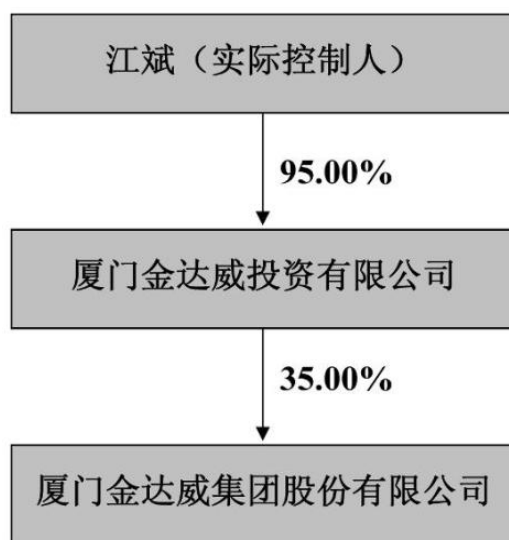 江斌（实际控制人）
95.00%
厦门金达威投资有限公司
35.00%
厦门金达威集团股份有限公司